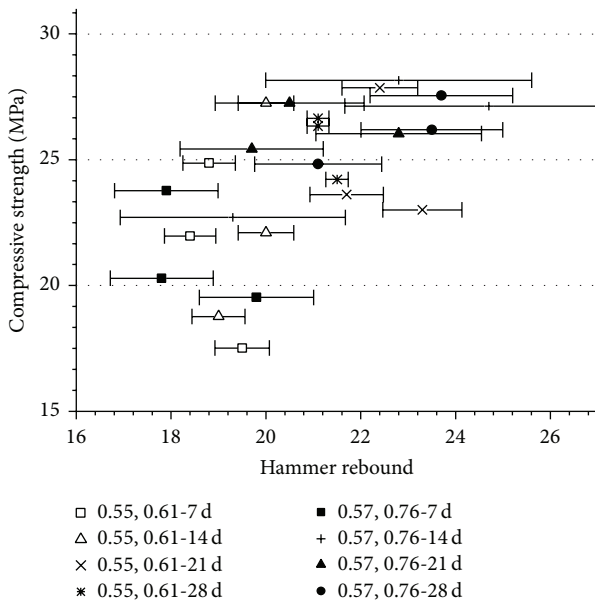 30
25
20
15
Compressive strength (MPa)
16 18 20 22 24 26
Hammer rebound
0.55, 0.61-7 d
0.55, 0.61-14 d
0.55, 0.61-21 d
0.55, 0.61-28 d
0.57, 0.76-7 d
0.57, 0.76-14 d
0.57, 0.76-21 d
0.57, 0.76-28 d